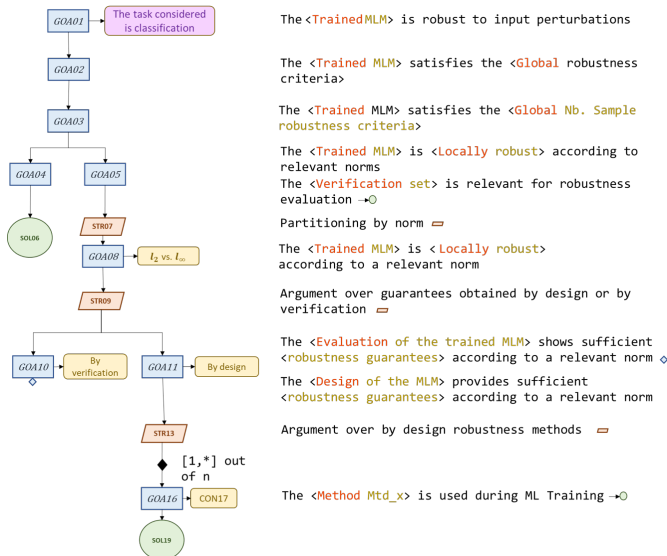 GOA01
The task considered
is classification
The <Trained MLM> is robust to input perturbations
GOA02
The <Trained MLM> satisfies the <Global robustness
criteria>
GOA03
The <Trained MLM> satisfies the <Global Nb. Sample
robustness criteria>
GOA04
GOA05
The <Trained MLM> is <Locally robust> according to
relevant norms
The <Verification set> is relevant for robustness
evaluation
SOL06
STR07
Partitioning by norm
GOA08
l₂ vs. l∞
The <Trained MLM> is <Locally robust>
according to a relevant norm
STR09
Argument over guarantees obtained by design or by
verification
GOA10
By
verification
GOA11
By design
The <Evaluation of the trained MLM> shows sufficient
<robustness guarantees> according to a relevant norm
The <Design of the MLM> provides sufficient
<robustness guarantees> according to a relevant norm
STR13
Argument over by design robustness methods
[1,*] out
of n
GOA16
CON17
The <Method Mtd_x> is used during ML Training
SOL19